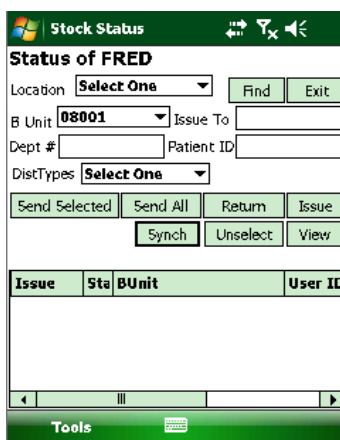 Stock Status
Status of FRED
Location Select One Find Exit
B Unit 08001 Issue To
Dept # Patient ID
DistTypes Select One
Send Selected Send All Return Issue
Synch Unselect View
Issue Sta BUnit User ID
Tools